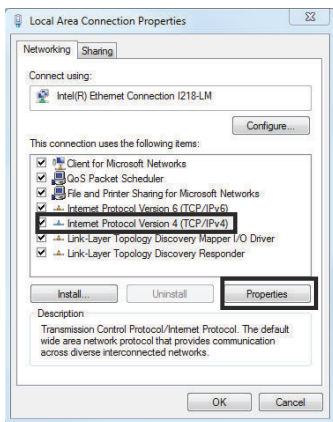 Local Area Connection Properties
Networking
Sharing
Connect using:
Intel(R) Ethernet Connection I218-LM
Configure...
This connection uses the following items:
Client for Microsoft Networks
QoS Packet Scheduler
File and Printer Sharing for Microsoft Networks
Internet Protocol Version 6 (TCP/IPv6)
Internet Protocol Version 4 (TCP/IPv4)
Link-Layer Topology Discovery Mapper I/O Driver
Link-Layer Topology Discovery Responder
Install...
Uninstall
Properties
Description
Transmission Control Protocol/Internet Protocol. The default
wide area network protocol that provides communication
across diverse interconnected networks.
OK
Cancel